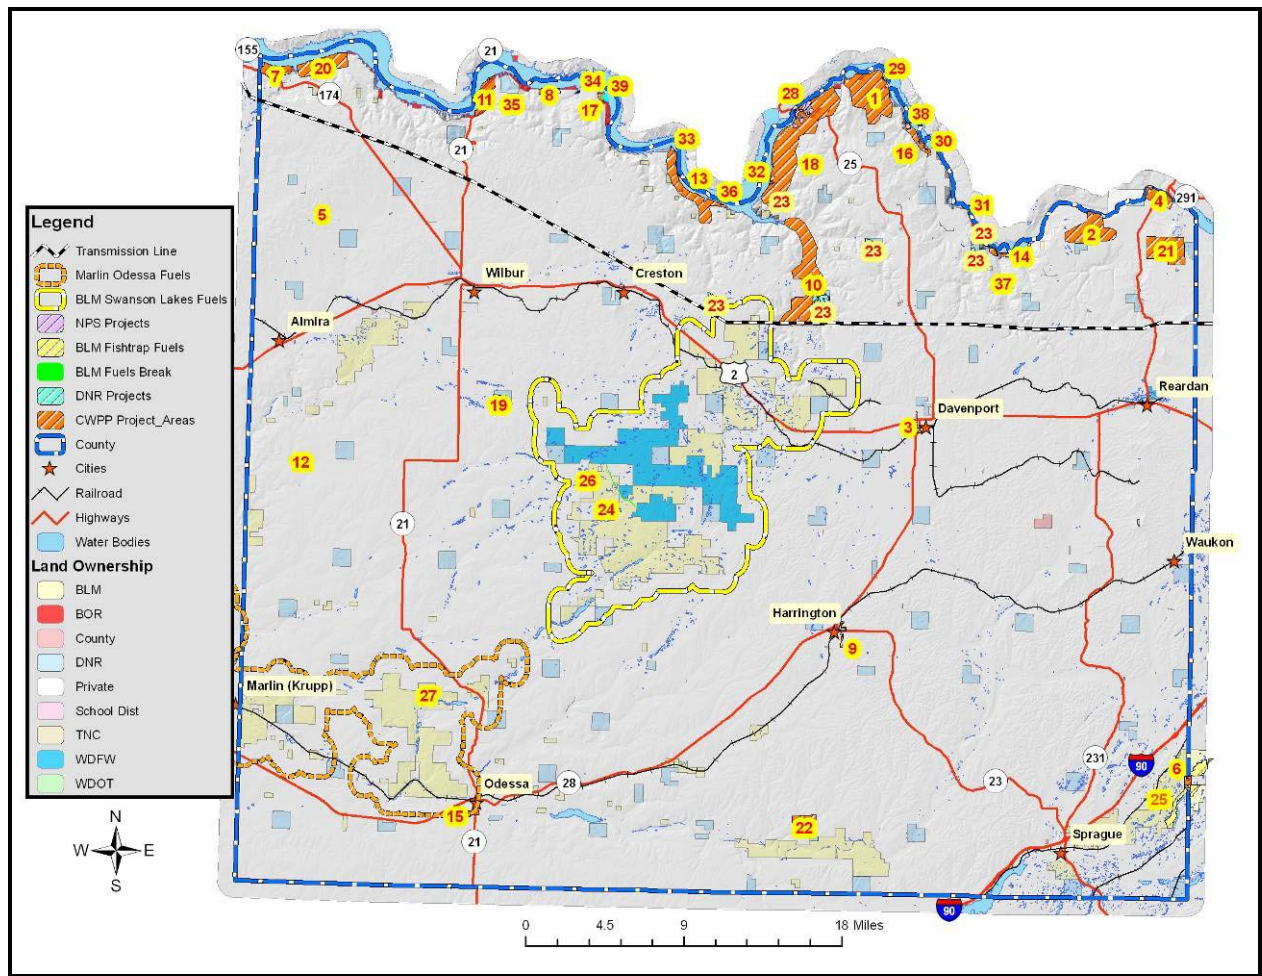 155
21
7
20
174
11
35
8
34
39
17
28
29
1
38
16
30
33
18
25
21
13
36
32
23
31
4
291
5
23
23
23
14
2
21
37
10
23
23
Wilbur
Creston
Almira
2
Reardan
19
3
Davenport
12
26
24
21
Waukon
Harrington
9
Marlin (Krupp)
27
Odessa
28
15
21
23
231
90
6
25
22
Sprague
90
Legend
Transmission Line
Marlin Odessa Fuels
BLM Swanson Lakes Fuels
NPS Projects
BLM Fishtrap Fuels
BLM Fuels Break
DNR Projects
CWPP Project_Areas
County
Cities
Railroad
Highways
Water Bodies
Land Ownership
BLM
BOR
County
DNR
Private
School Dist
TNC
WDFW
WDOT
N
W E
S
0 4.5 9 18 Miles